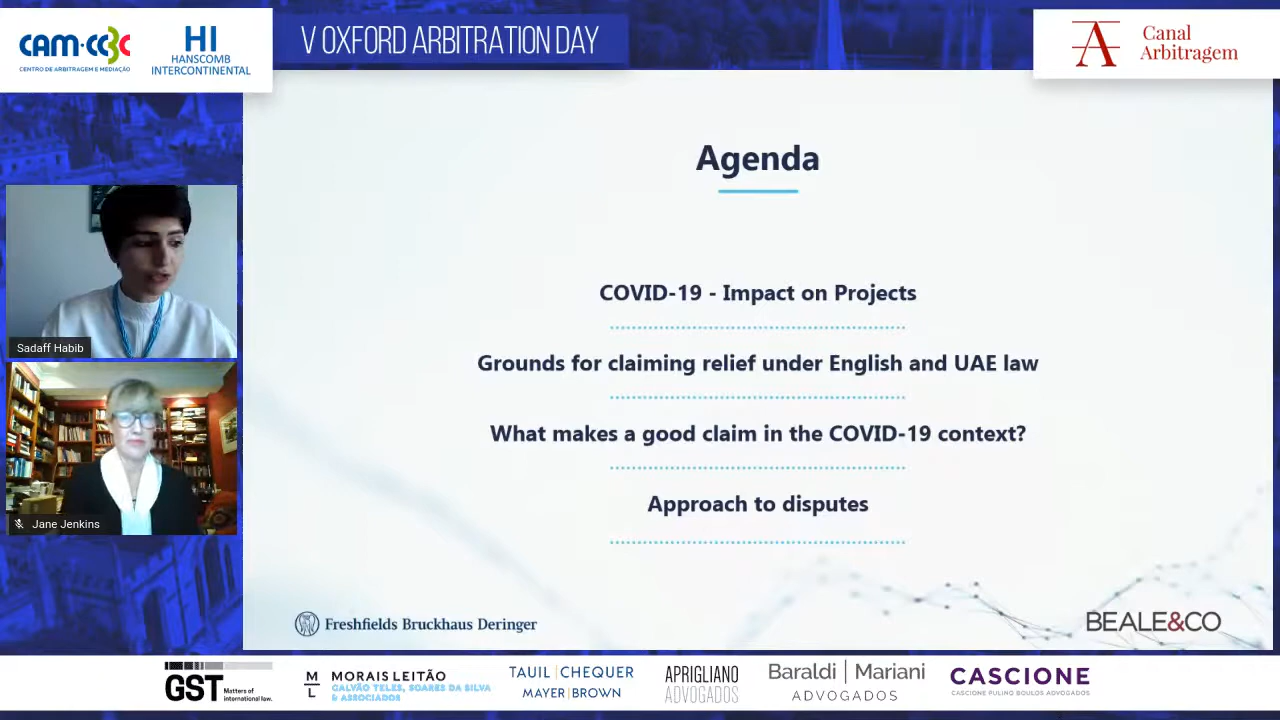 CAM·CCBC
CENTRO DE ARBITRAGEM E MEDIAÇÃO
HI
HANSCOMB
INTERCONTINENTAL
V OXFORD ARBITRATION DAY
A
Canal
Arbitragem
Agenda
COVID-19 - Impact on Projects
Grounds for claiming relief under English and UAE law
What makes a good claim in the COVID-19 context?
Approach to disputes
Sadaff Habib
Jane Jenkins
Freshfields Bruckhaus Deringer
BEALE&CO
GST
Matters of
international law.
M
L
MORAIS LEITÃO
GALVÃO TELES, SOARES DA SILVA
& ASSOCIADOS
TAUIL | CHEQUER
MAYER | BROWN
APRIGLIANO
ADVOGADOS
Baraldi | Mariani
ADVOGADOS
CASCIONE
CASCIONE PULINO BOULOS ADVOGADOS